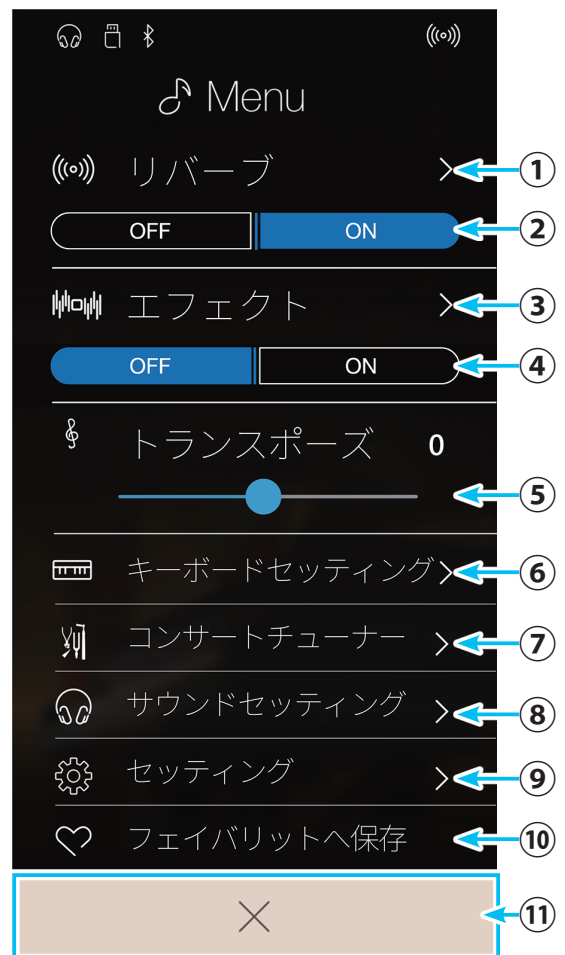 Menu
リバーブ ①
OFF ON ②
エフェクト ③
OFF ON ④
トランスポーズ 0
⑤
キーボードセッティング ⑥
コンサートチューナー ⑦
サウンドセッティング ⑧
セッティング ⑨
フェイバリットへ保存 ⑩
⑪